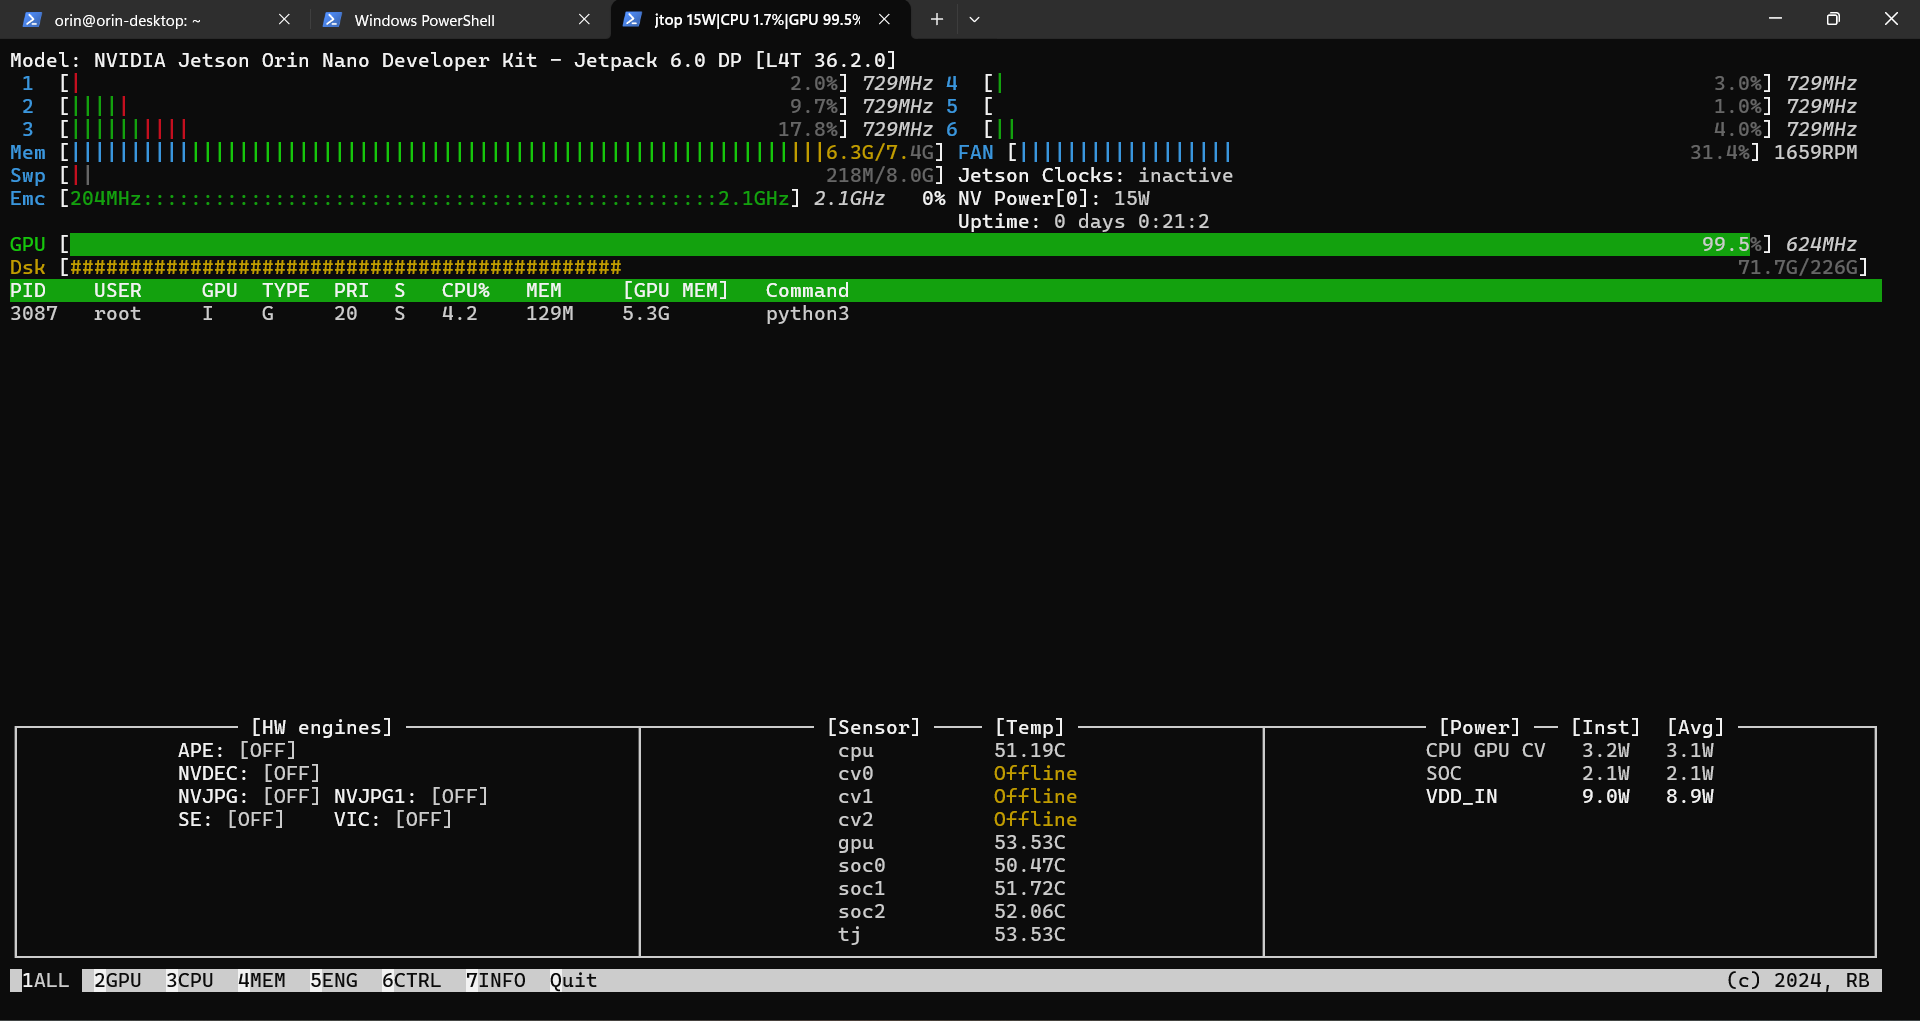 orin@orin-desktop: ~ Windows PowerShell jtop 15W|CPU 1.7%|GPU 99.5%
Model: NVIDIA Jetson Orin Nano Developer Kit - Jetpack 6.0 DP [L4T 36.2.0]
1 [| 2.0%] 729MHz 4 [| 3.0%] 729MHz
2 [||||| 9.7%] 729MHz 5 [ 1.0%] 729MHz
3 [|||||||||| 17.8%] 729MHz 6 [|| 4.0%] 729MHz
Mem [|||||||||||||||||||||||||||||||||||||||||||||||||||||||||||||||6.3G/7.4G] FAN [|||||||||||||||||| 31.4%] 1659RPM
Swp [|| 218M/8.0G] Jetson Clocks: inactive
Emc [204MHz::::::::::::::::::::::::::::::::::::::::::::::::2.1GHz] 2.1GHz 0% NV Power[0]: 15W
Uptime: 0 days 0:21:2
GPU [ 99.5%] 624MHz
Dsk [############################################## 71.7G/226G]
PID USER GPU TYPE PRI S CPU% MEM [GPU MEM] Command
3087 root I G 20 S 4.2 129M 5.3G python3
[HW engines] [Sensor] [Temp] [Power] [Inst] [Avg]
APE: [OFF] cpu 51.19C CPU GPU CV 3.2W 3.1W
NVDEC: [OFF] cv0 Offline SOC 2.1W 2.1W
NVJPG: [OFF] NVJPG1: [OFF] cv1 Offline VDD_IN 9.0W 8.9W
SE: [OFF] VIC: [OFF] cv2 Offline
gpu 53.53C
soc0 50.47C
soc1 51.72C
soc2 52.06C
tj 53.53C
1ALL 2GPU 3CPU 4MEM 5ENG 6CTRL 7INFO Quit (c) 2024, RB